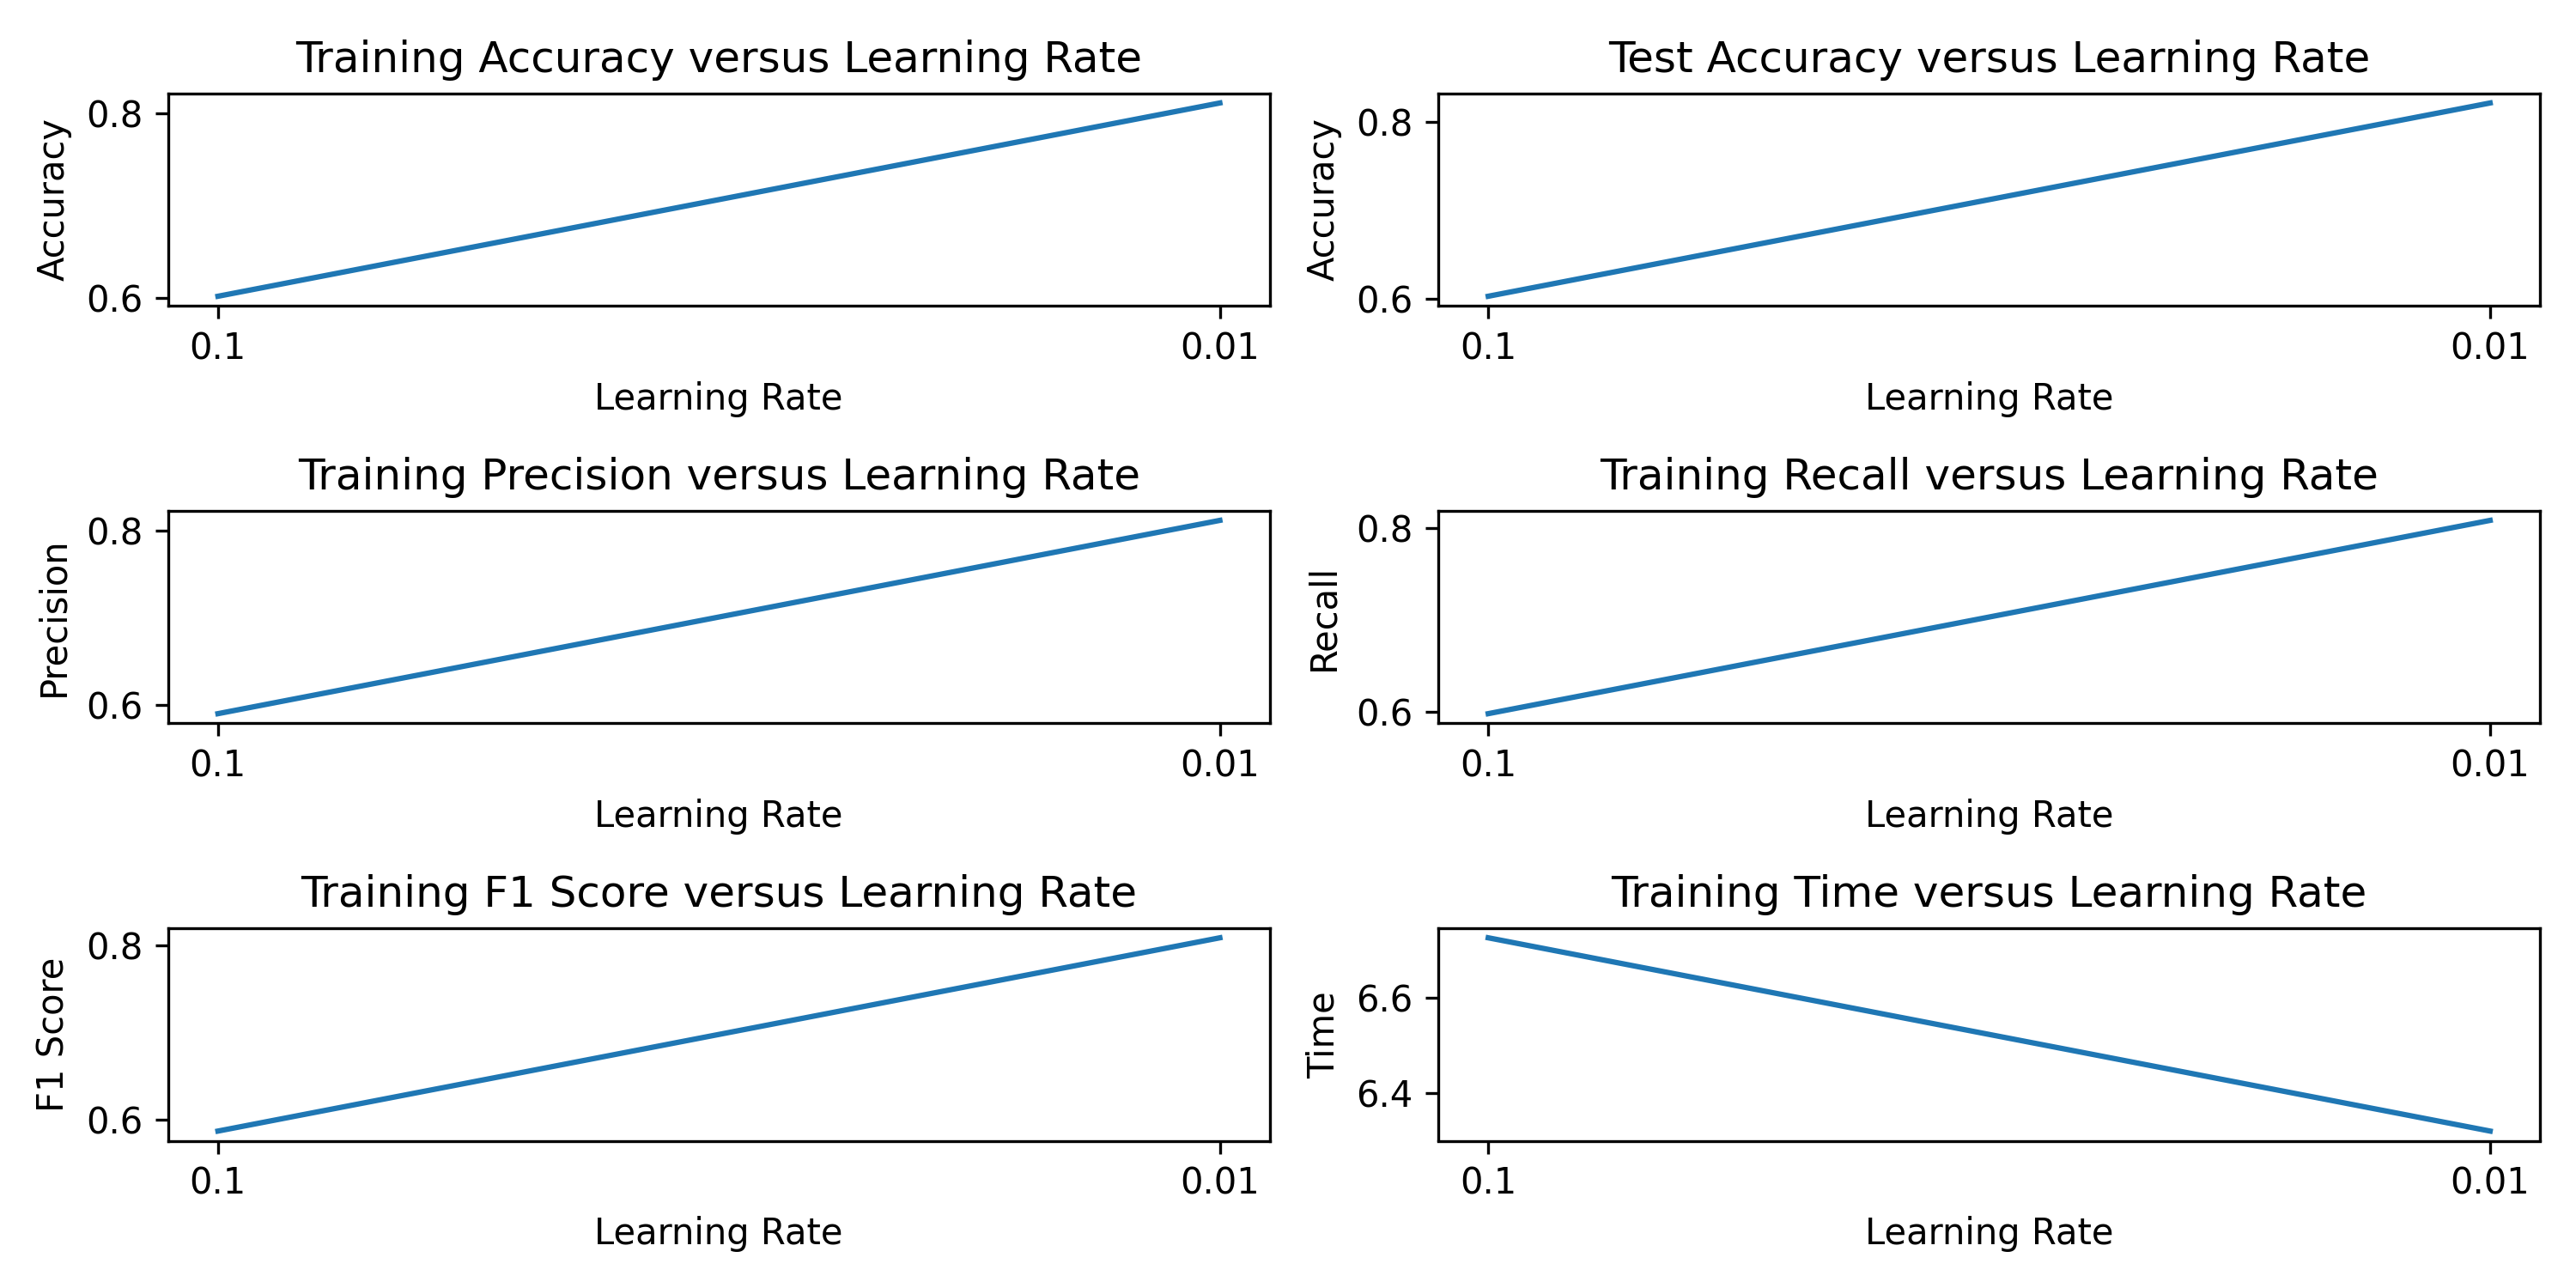 Training Accuracy versus Learning Rate
Accuracy
0.8
0.6
0.1
0.01
Learning Rate
Test Accuracy versus Learning Rate
Accuracy
0.8
0.6
0.1
0.01
Learning Rate
Training Precision versus Learning Rate
Precision
0.8
0.6
0.1
0.01
Learning Rate
Training Recall versus Learning Rate
Recall
0.8
0.6
0.1
0.01
Learning Rate
Training F1 Score versus Learning Rate
F1 Score
0.8
0.6
0.1
0.01
Learning Rate
Training Time versus Learning Rate
Time
6.6
6.4
0.1
0.01
Learning Rate